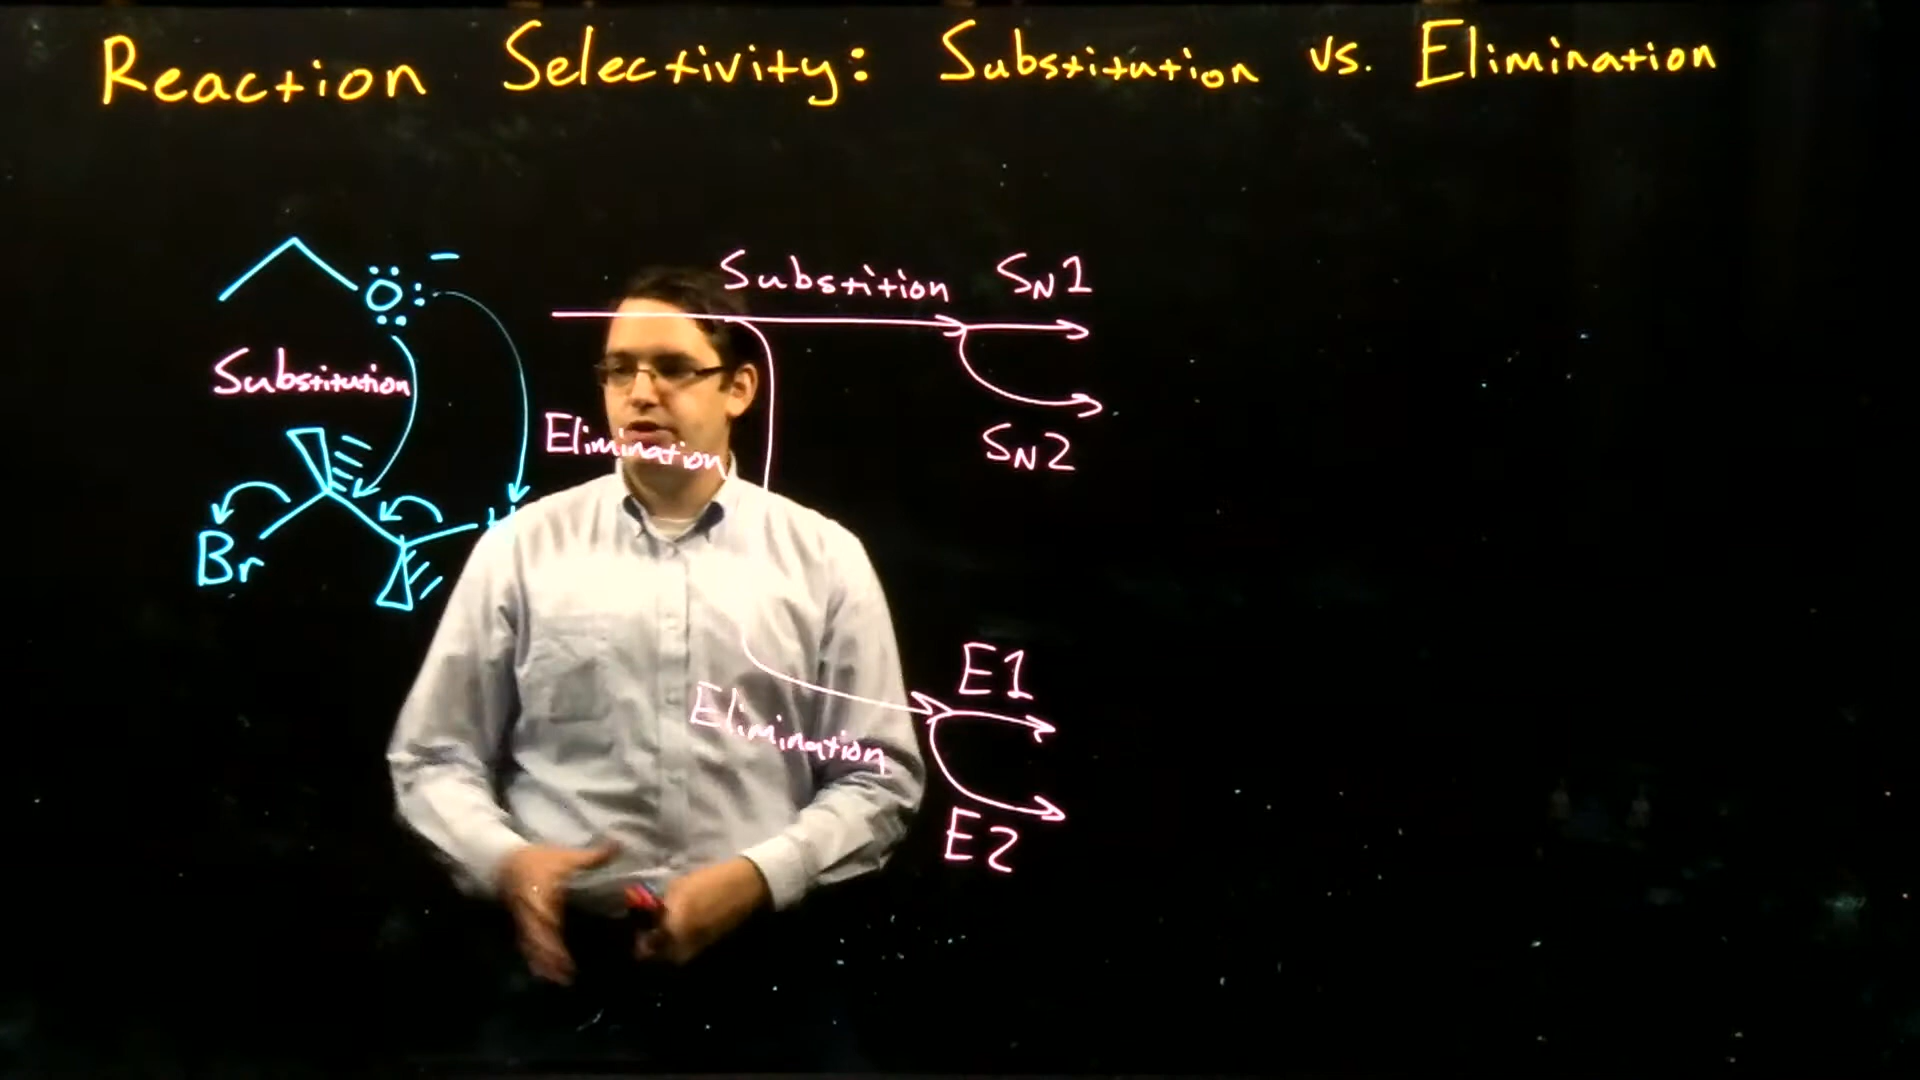 Reaction Selectivity: Substitution vs. Elimination
Substition SN1
O: −
Substitution
Elimination
SN2
Br
E1
Elimination
E2